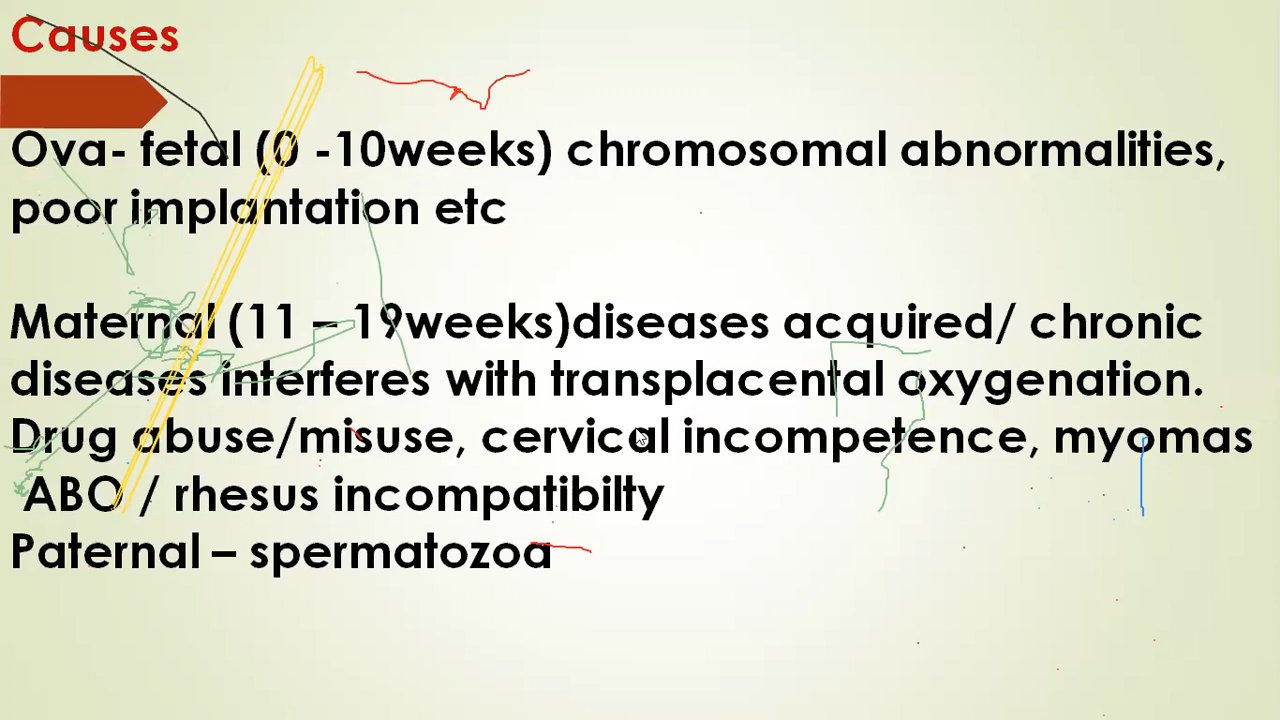 Causes
Ova- fetal (0 -10weeks) chromosomal abnormalities,
poor implantation etc
Maternal (11 – 19weeks)diseases acquired/ chronic
diseases interferes with transplacental oxygenation.
Drug abuse/misuse, cervical incompetence, myomas
ABO / rhesus incompatibilty
Paternal – spermatozoa